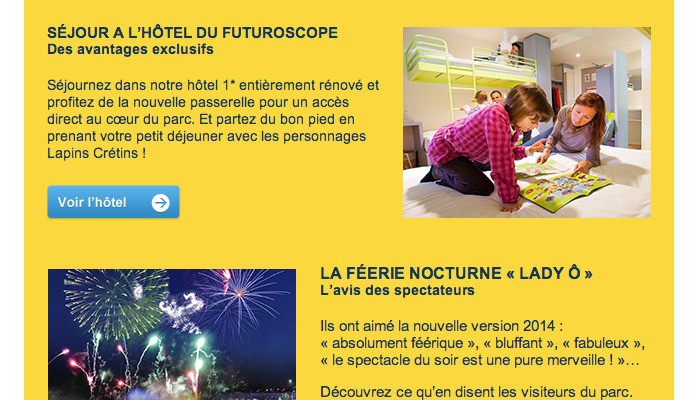 SÉJOUR A L'HÔTEL DU FUTUROSCOPE
Des avantages exclusifs
Séjournez dans notre hôtel 1* entièrement rénové et
profitez de la nouvelle passerelle pour un accès
direct au cœur du parc. Et partez du bon pied en
prenant votre petit déjeuner avec les personnages
Lapins Crétins !
Voir l'hôtel
LA FÉERIE NOCTURNE « LADY Ô »
L'avis des spectateurs
Ils ont aimé la nouvelle version 2014 :
« absolument féérique », « bluffant », « fabuleux »,
« le spectacle du soir est une pure merveille ! »…
Découvrez ce qu'en disent les visiteurs du parc.